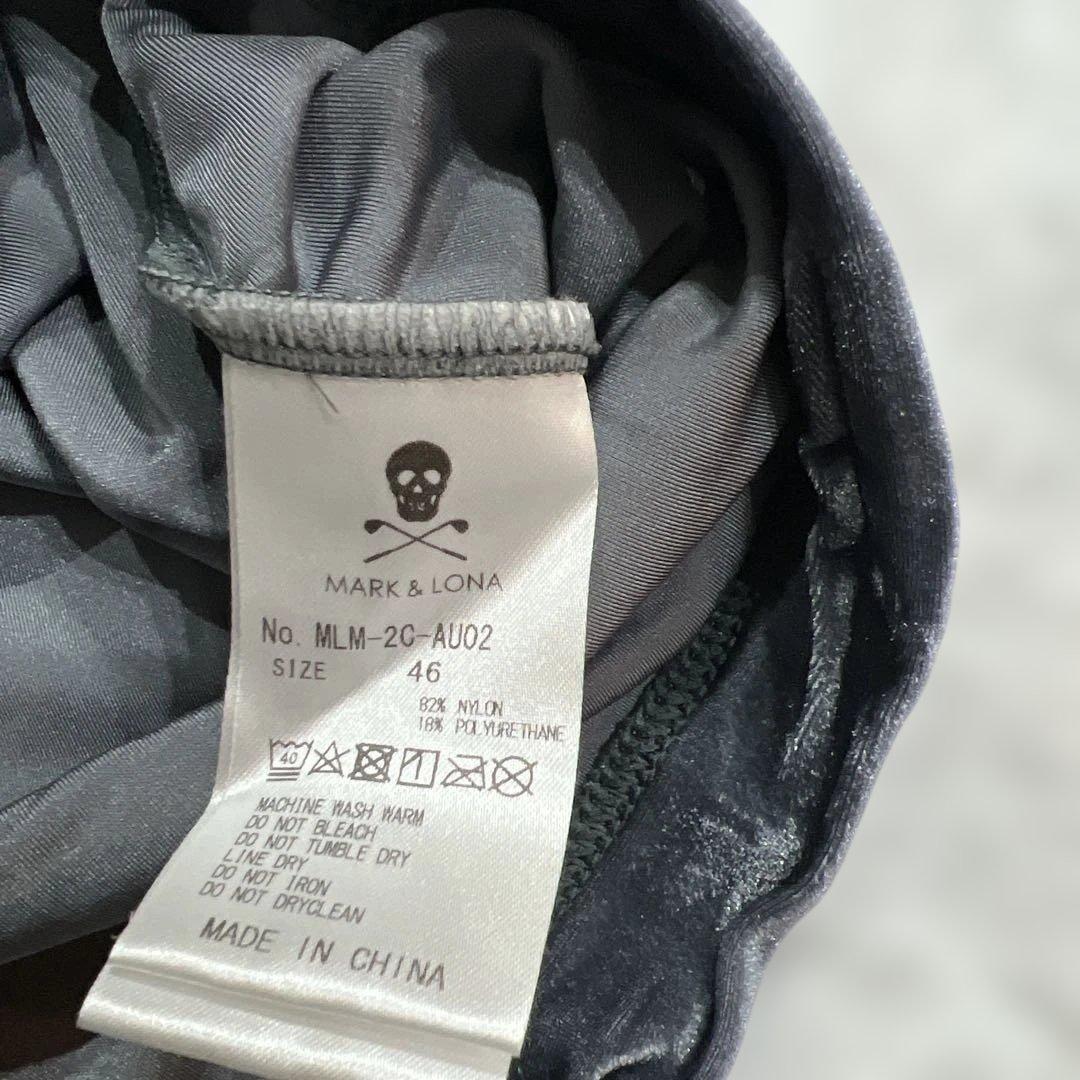 MARK & LONA
No. MLM-2C-AU02
SIZE 46
82% NYLON
18% POLYURETHANE
40
MACHINE WASH WARM
DO NOT BLEACH
DO NOT TUMBLE DRY
LINE DRY
DO NOT IRON
DO NOT DRYCLEAN
MADE IN CHINA